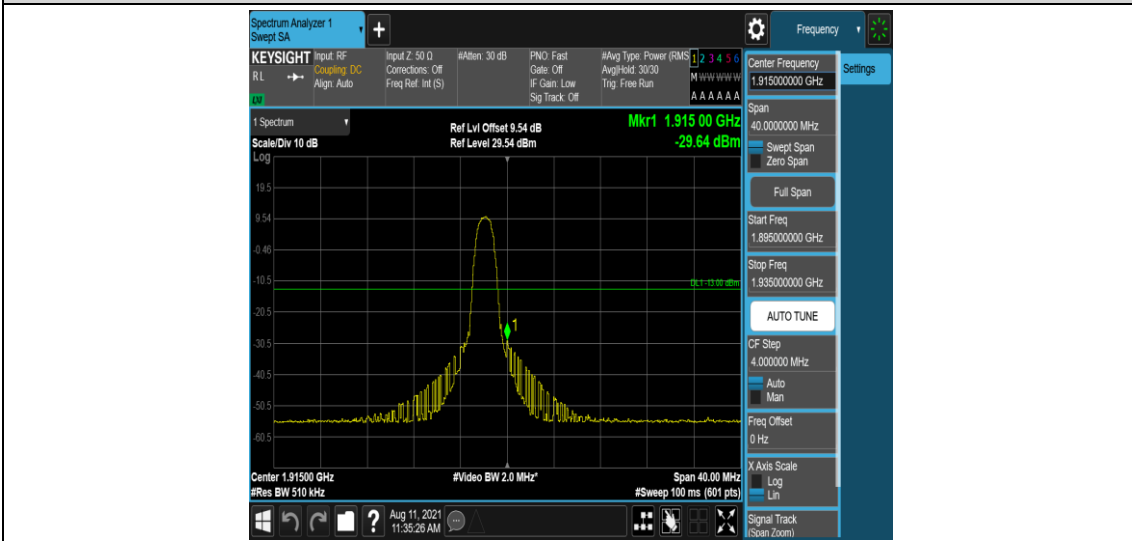 Spectrum Analyzer 1
Swept SA
+
Frequency
KEYSIGHT
R L
LXI
Input: RF
Coupling: DC
Align: Auto
Input Z: 50 Ω
Corrections: Off
Freq Ref: Int (S)
#Atten: 30 dB
PNO: Fast
Gate: Off
IF Gain: Low
Sig Track: Off
#Avg Type: Power (RMS
Avg|Hold: 30/30
Trig: Free Run
1 2 3 4 5 6
M W W W W W
A A A A A A
1 Spectrum
Scale/Div 10 dB
Log
Ref Lvl Offset 9.54 dB
Ref Level 29.54 dBm
Mkr1 1.915 00 GHz
-29.64 dBm
19.5
9.54
-0.46
-10.5
-20.5
-30.5
-40.5
-50.5
-60.5
DL1 -13.00 dBm
1
Center 1.91500 GHz
#Res BW 510 kHz
#Video BW 2.0 MHz*
Span 40.00 MHz
#Sweep 100 ms (601 pts)
Center Frequency
1.915000000 GHz
Settings
Span
40.0000000 MHz
Swept Span
Zero Span
Full Span
Start Freq
1.895000000 GHz
Stop Freq
1.935000000 GHz
AUTO TUNE
CF Step
4.000000 MHz
Auto
Man
Freq Offset
0 Hz
X Axis Scale
Log
Lin
Signal Track
(Span Zoom)
?
Aug 11, 2021
11:35:26 AM